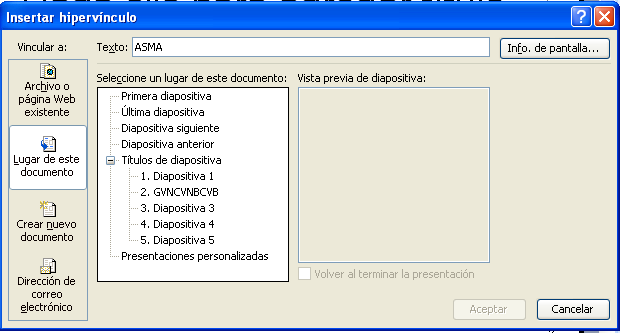 Insertar hipervínculo
Vincular a:
Texto: ASMA
Info. de pantalla...
Archivo o
página Web
existente
Lugar de este
documento
Crear nuevo
documento
Dirección de
correo
electrónico
Seleccione un lugar de este documento:
Primera diapositiva
Última diapositiva
Diapositiva siguiente
Diapositiva anterior
Títulos de diapositiva
1. Diapositiva 1
2. GVNCVNBCVB
3. Diapositiva 3
4. Diapositiva 4
5. Diapositiva 5
Presentaciones personalizadas
Vista previa de diapositiva:
Volver al terminar la presentación
Aceptar
Cancelar